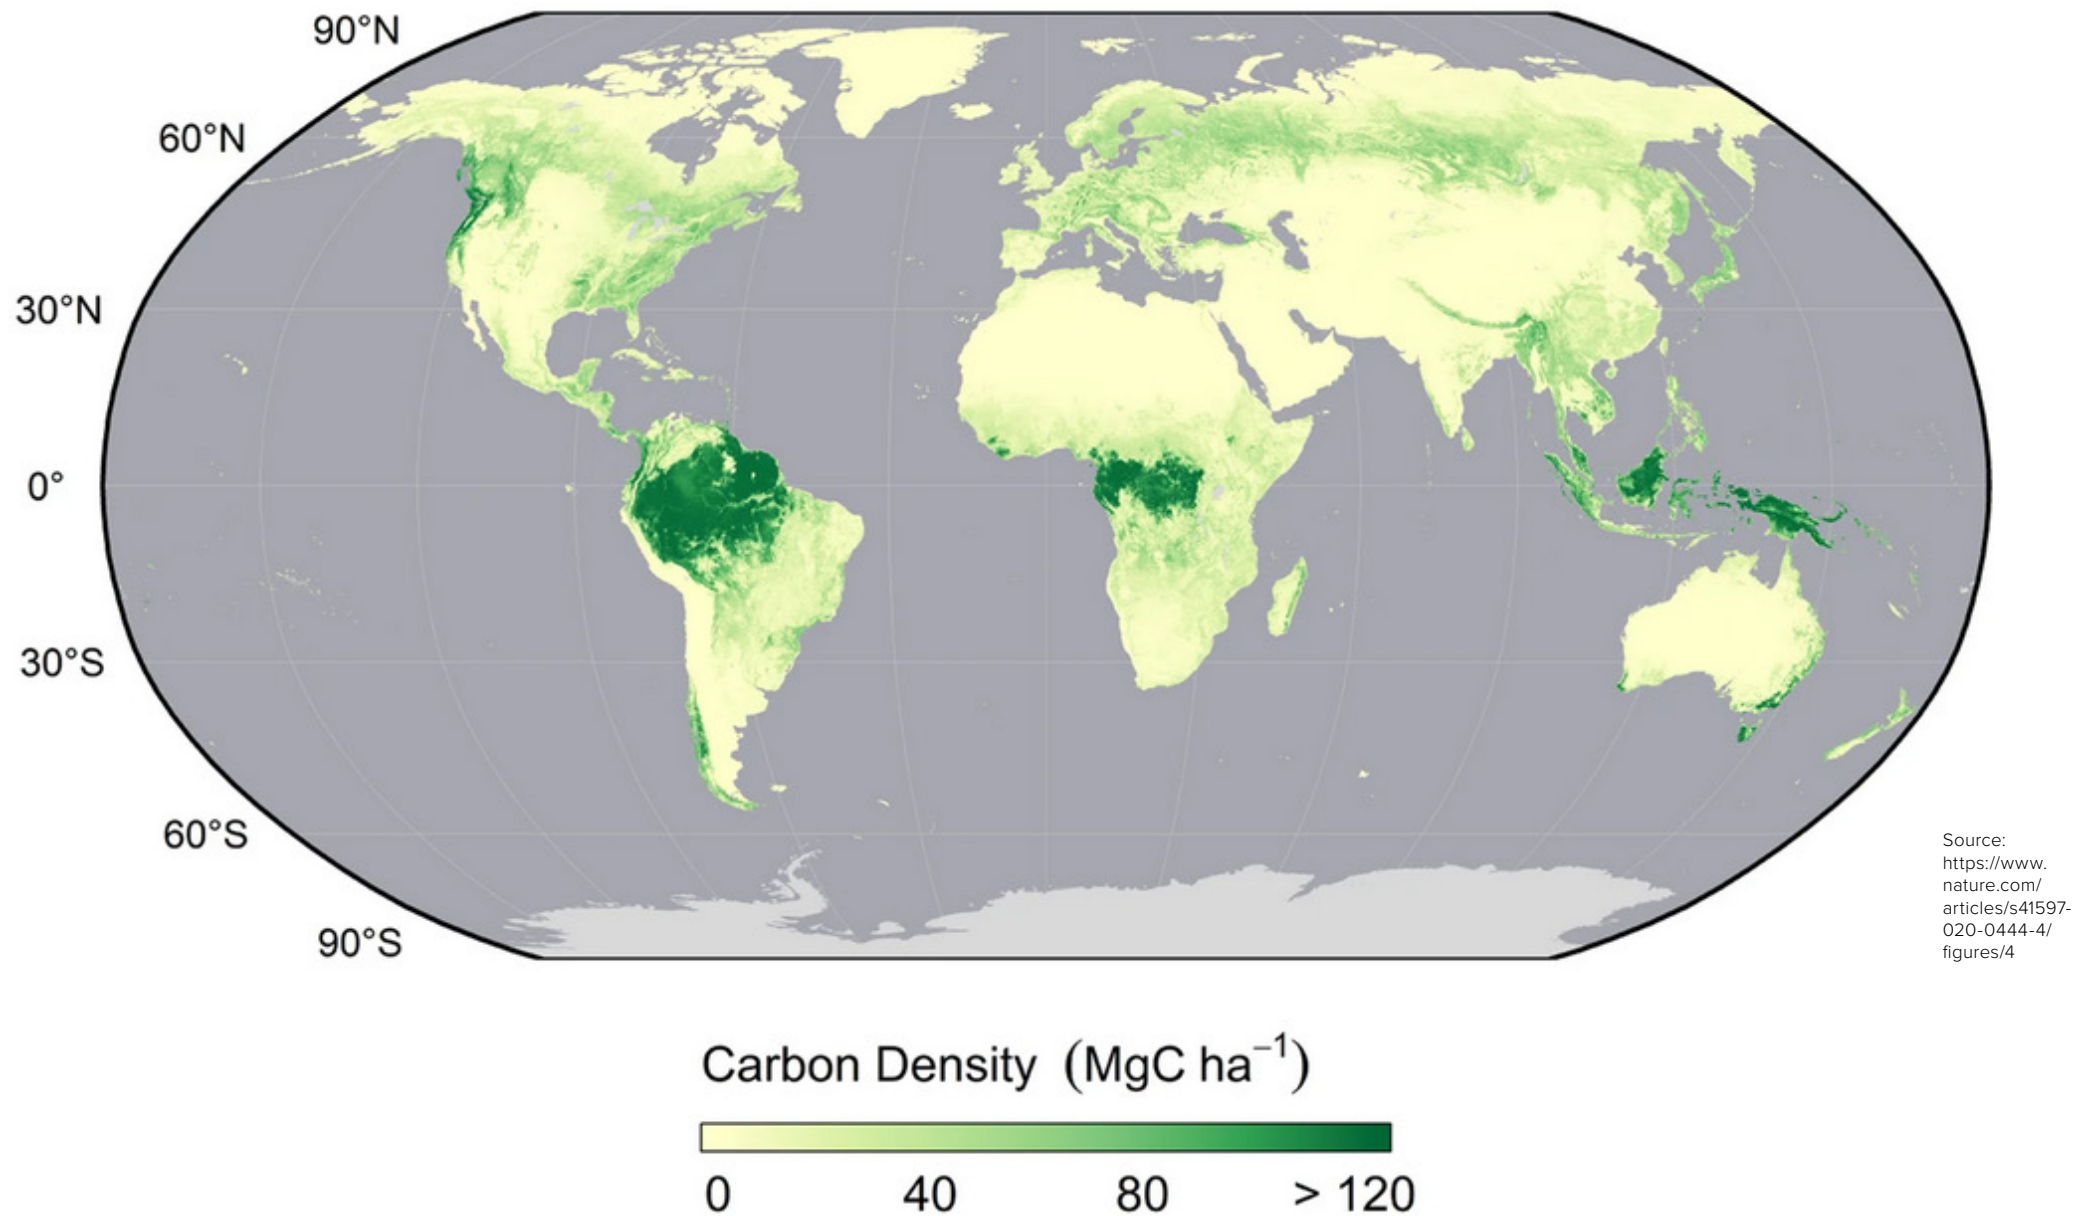 90°N
60°N
30°N
0°
30°S
60°S
90°S
Source:
https://www.
nature.com/
articles/s41597-
020-0444-4/
figures/4
Carbon Density (MgC ha⁻¹)
0 40 80 > 120